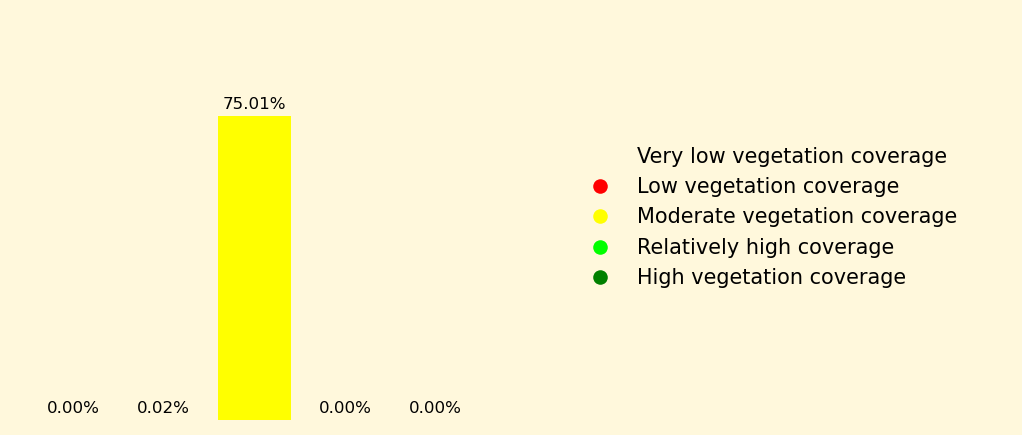 75.01%
0.00%
0.02%
0.00%
0.00%
Very low vegetation coverage
Low vegetation coverage
Moderate vegetation coverage
Relatively high coverage
High vegetation coverage